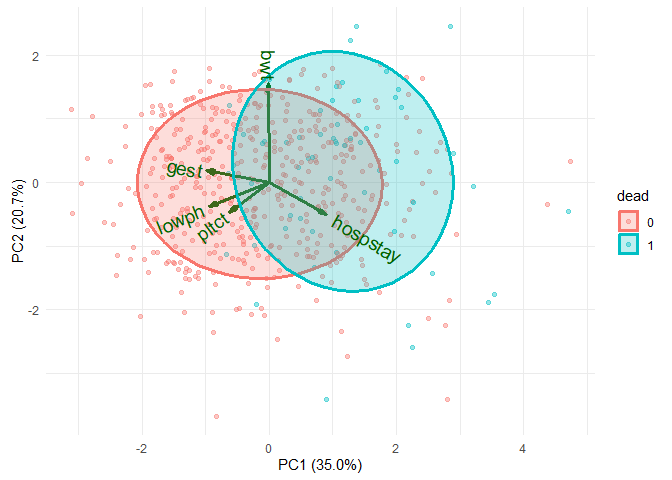 bwt
2
gest
lowph
pltct
hospstay
0
-2
PC2 (20.7%)
-2
0
2
4
PC1 (35.0%)
dead
0
1